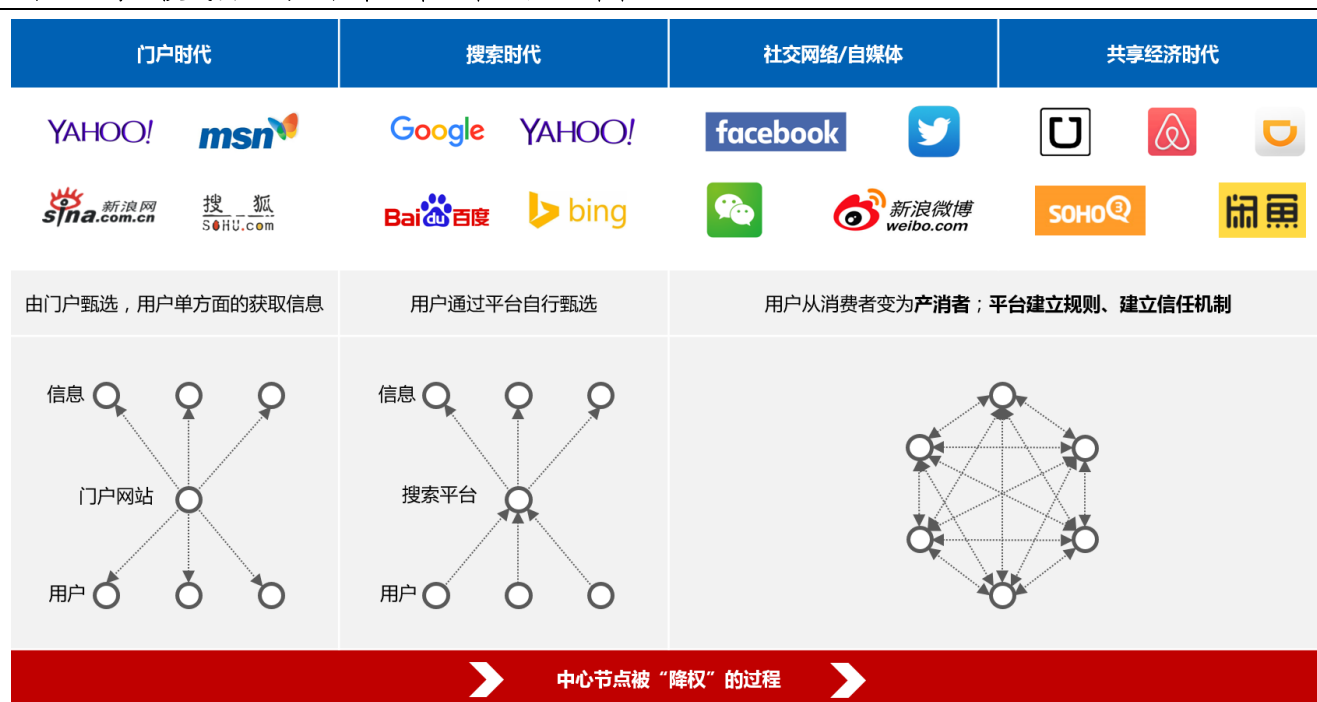 门户时代
搜索时代
社交网络/自媒体
共享经济时代
YAHOO!
msn
Google
YAHOO!
facebook
sina新浪网
.com.cn
搜狐
SOHU.com
Bai du 百度
bing
新浪微博
weibo.com
SOHO3Q
闲鱼
由门户甄选，用户单方面的获取信息
用户通过平台自行甄选
用户从消费者变为产消者；平台建立规则、建立信任机制
信息
信息
门户网站
搜索平台
用户
用户
中心节点被“降权”的过程